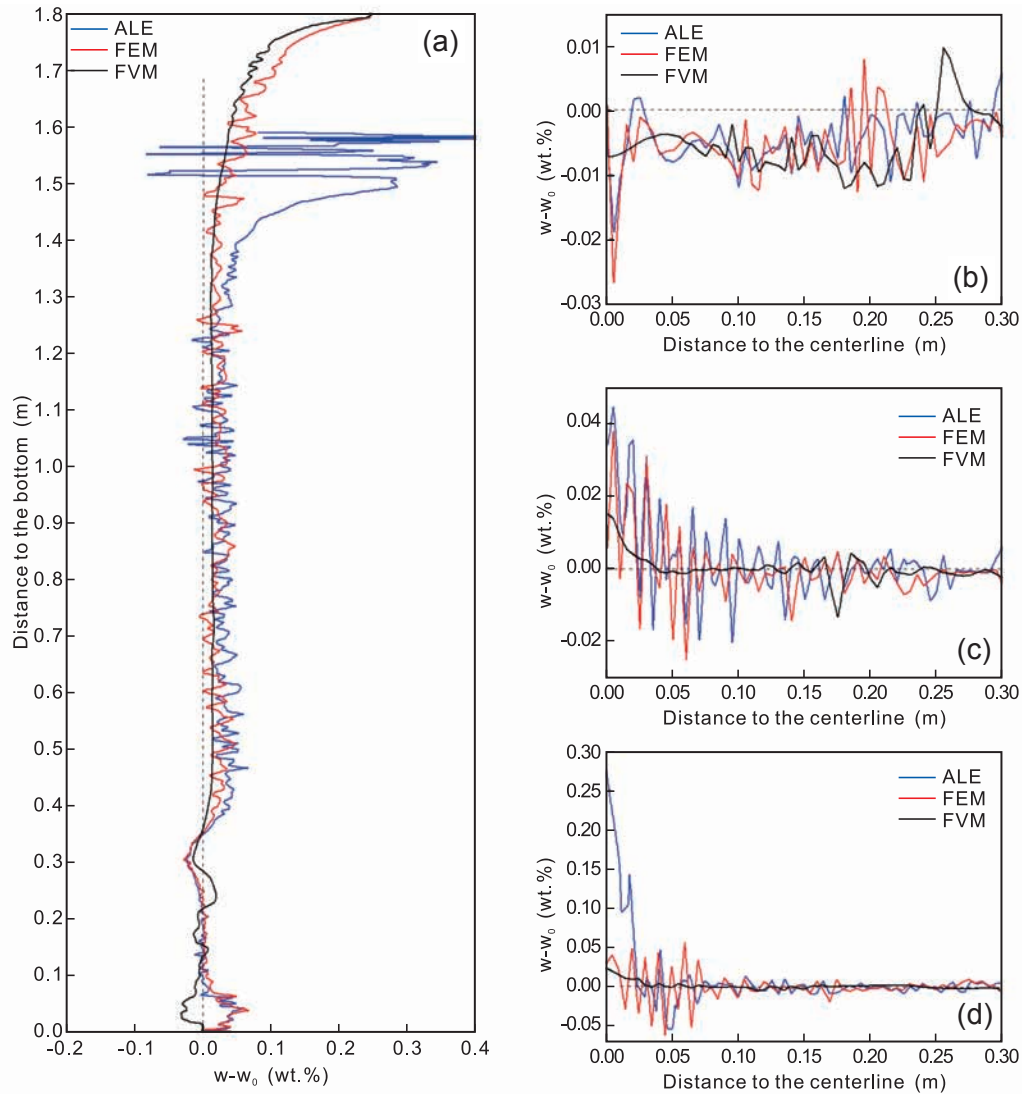 (a)
ALE
FEM
FVM
1.8
1.7
1.6
1.5
1.4
1.3
1.2
1.1
1.0
0.9
0.8
0.7
0.6
0.5
0.4
0.3
0.2
0.1
0.0
Distance to the bottom (m)
-0.2 -0.1 0.0 0.1 0.2 0.3 0.4
w-w₀ (wt.%)
(b)
ALE
FEM
FVM
0.01
0.00
-0.01
-0.02
-0.03
w-w₀ (wt.%)
0.00 0.05 0.10 0.15 0.20 0.25 0.30
Distance to the centerline (m)
(c)
ALE
FEM
FVM
0.04
0.02
0.00
-0.02
w-w₀ (wt.%)
0.00 0.05 0.10 0.15 0.20 0.25 0.30
Distance to the centerline (m)
(d)
ALE
FEM
FVM
0.30
0.25
0.20
0.15
0.10
0.05
0.00
-0.05
w-w₀ (wt.%)
0.00 0.05 0.10 0.15 0.20 0.25 0.30
Distance to the centerline (m)